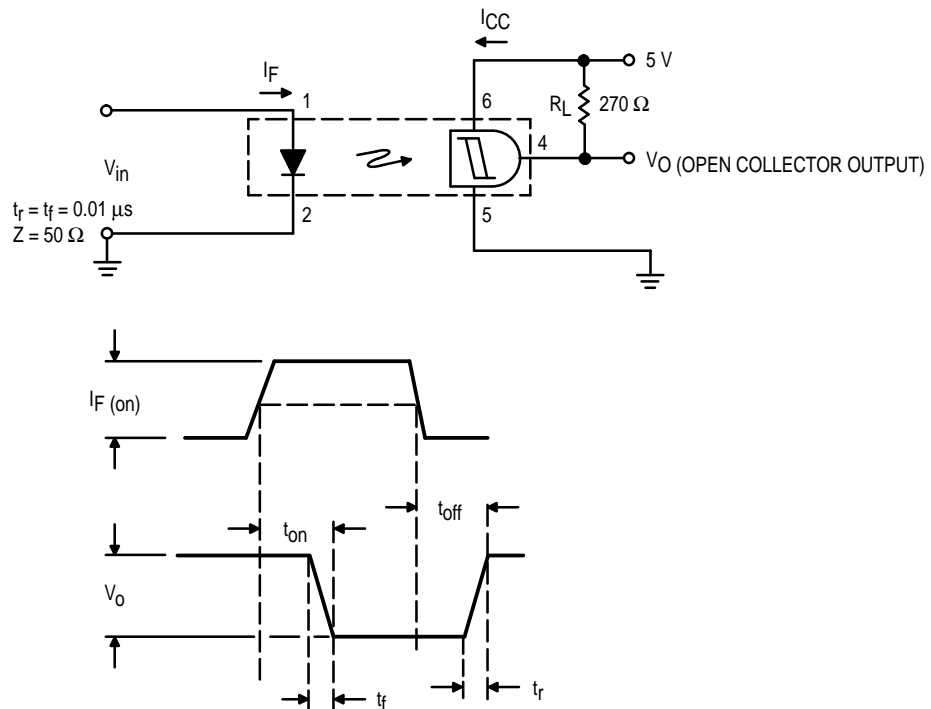 ICC
5 V
IF
1
6
RL
270 Ω
4
VO (OPEN COLLECTOR OUTPUT)
Vin
2
5
tr = tf = 0.01 μs
Z = 50 Ω
IF (on)
ton
toff
Vo
tf
tr